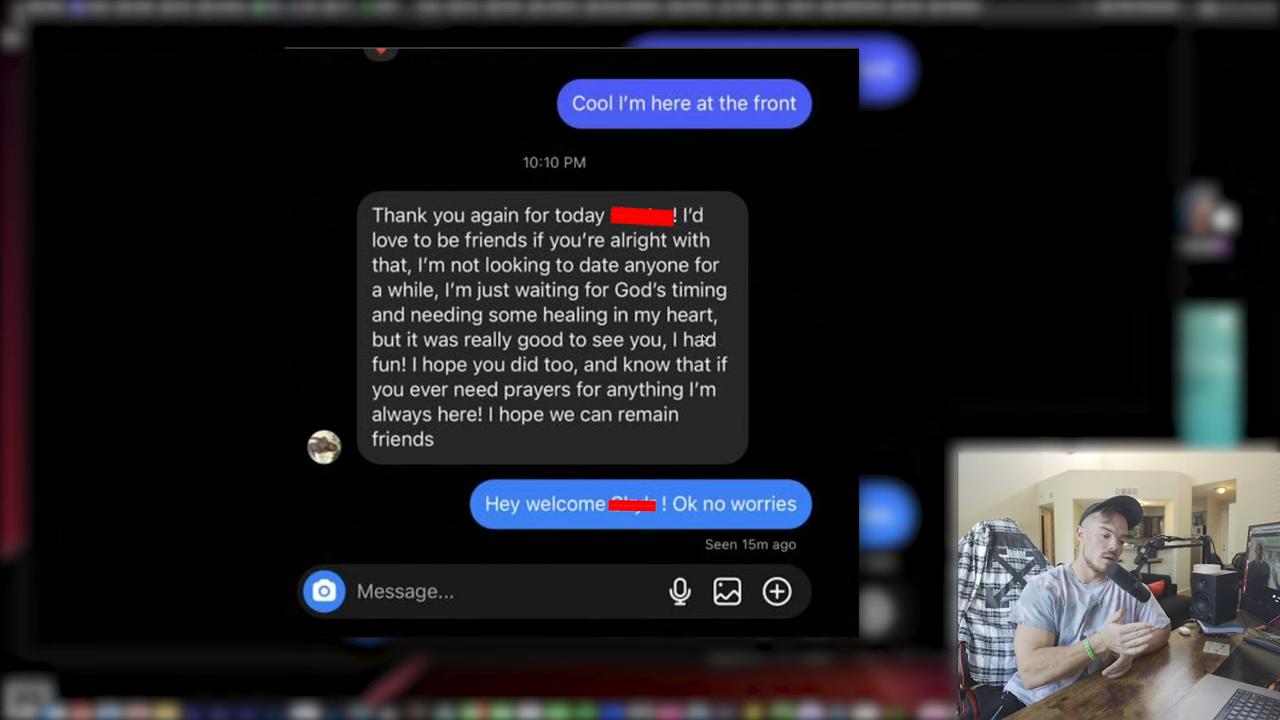 Cool I'm here at the front
10:10 PM
Thank you again for today ! I'd
love to be friends if you're alright with
that, I'm not looking to date anyone for
a while, I'm just waiting for God's timing
and needing some healing in my heart,
but it was really good to see you, I had
fun! I hope you did too, and know that if
you ever need prayers for anything I'm
always here! I hope we can remain
friends
Hey welcome ! Ok no worries
Seen 15m ago
Message...